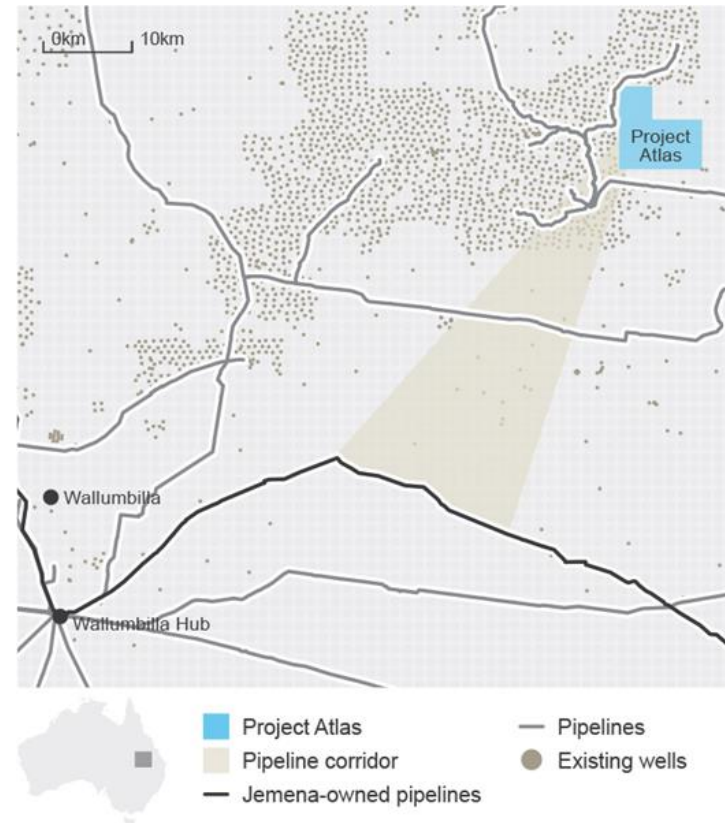 0km 10km
Project
Atlas
Wallumbilla
Wallumbilla Hub
Project Atlas
Pipelines
Pipeline corridor
Existing wells
Jemena-owned pipelines